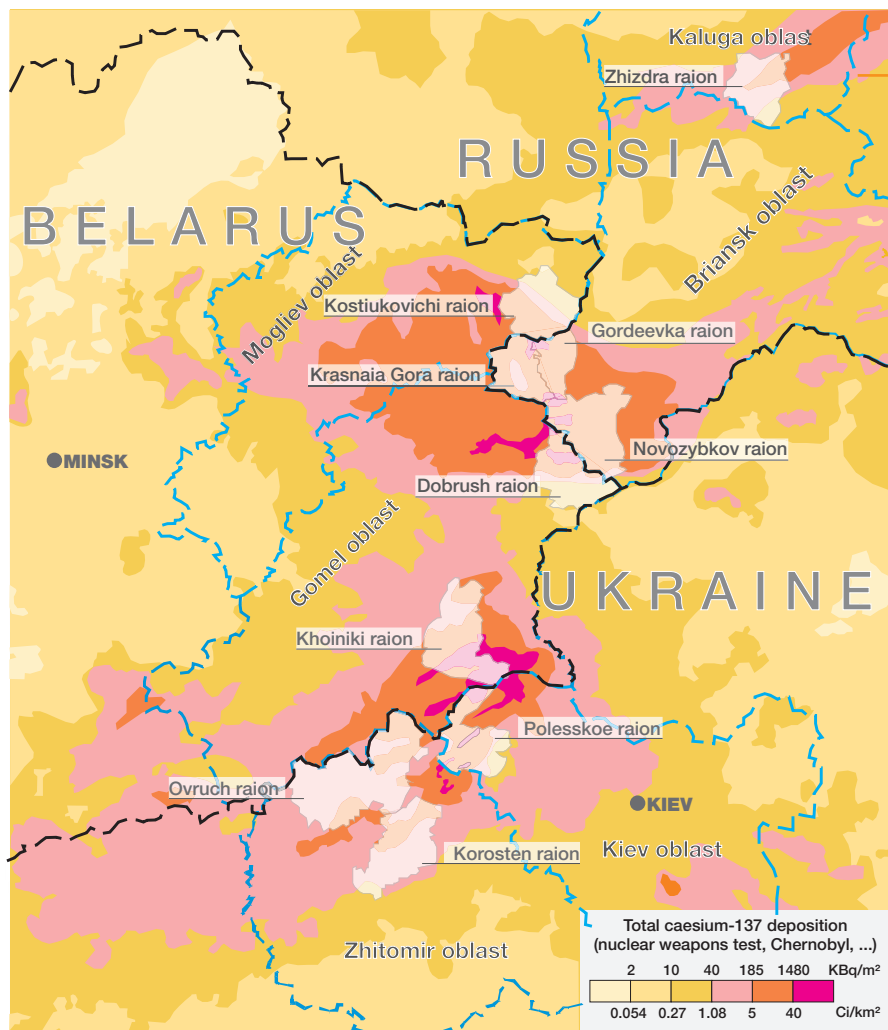 Kaluga oblas
Zhizdra raion
RUSSIA
BELARUS
Briansk oblast
Mogliev oblast
Kostiukovichi raion
Gordeevka raion
Krasnaia Gora raion
MINSK
Novozybkov raion
Dobrush raion
Gomel oblast
UKRAINE
Khoiniki raion
Polesskoe raion
Ovruch raion
KIEV
Korosten raion
Kiev oblast
Zhitomir oblast
Total caesium-137 deposition
(nuclear weapons test, Chernobyl, ...)
2 10 40 185 1480 KBq/m²
0.054 0.27 1.08 5 40 Ci/km²